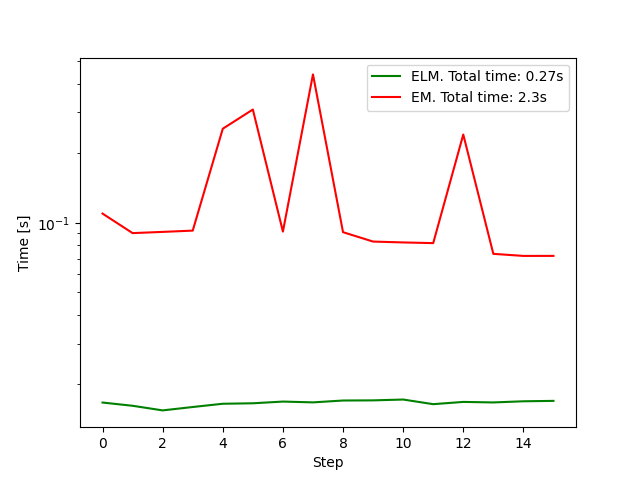 ELM. Total time: 0.27s
EM. Total time: 2.3s
Time [s]
10⁻¹
0 2 4 6 8 10 12 14
Step